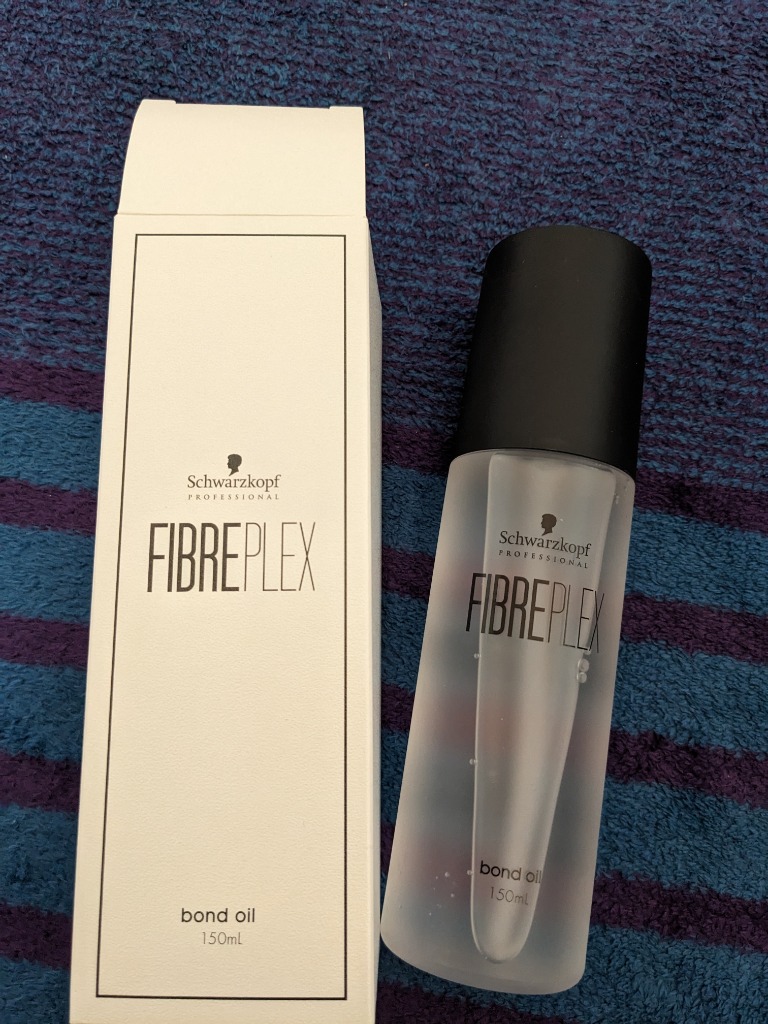 Schwarzkopf
PROFESSIONAL
FIBREPLEX
bond oil
150mL
Schwarzkopf
PROFESSIONAL
FIBREPLEX
bond oil
150mL